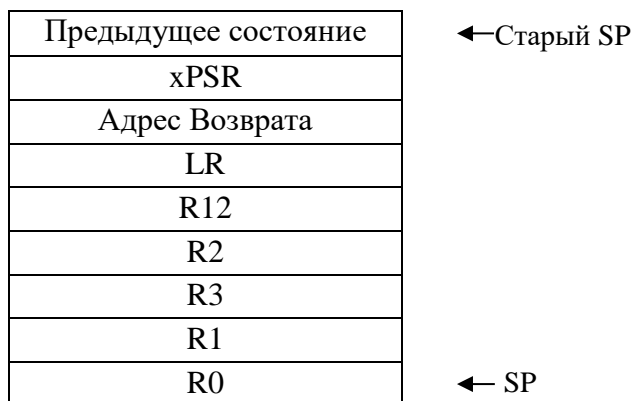 Предыдущее состояние
Старый SP
xPSR
Адрес Возврата
LR
R12
R2
R3
R1
R0
SP